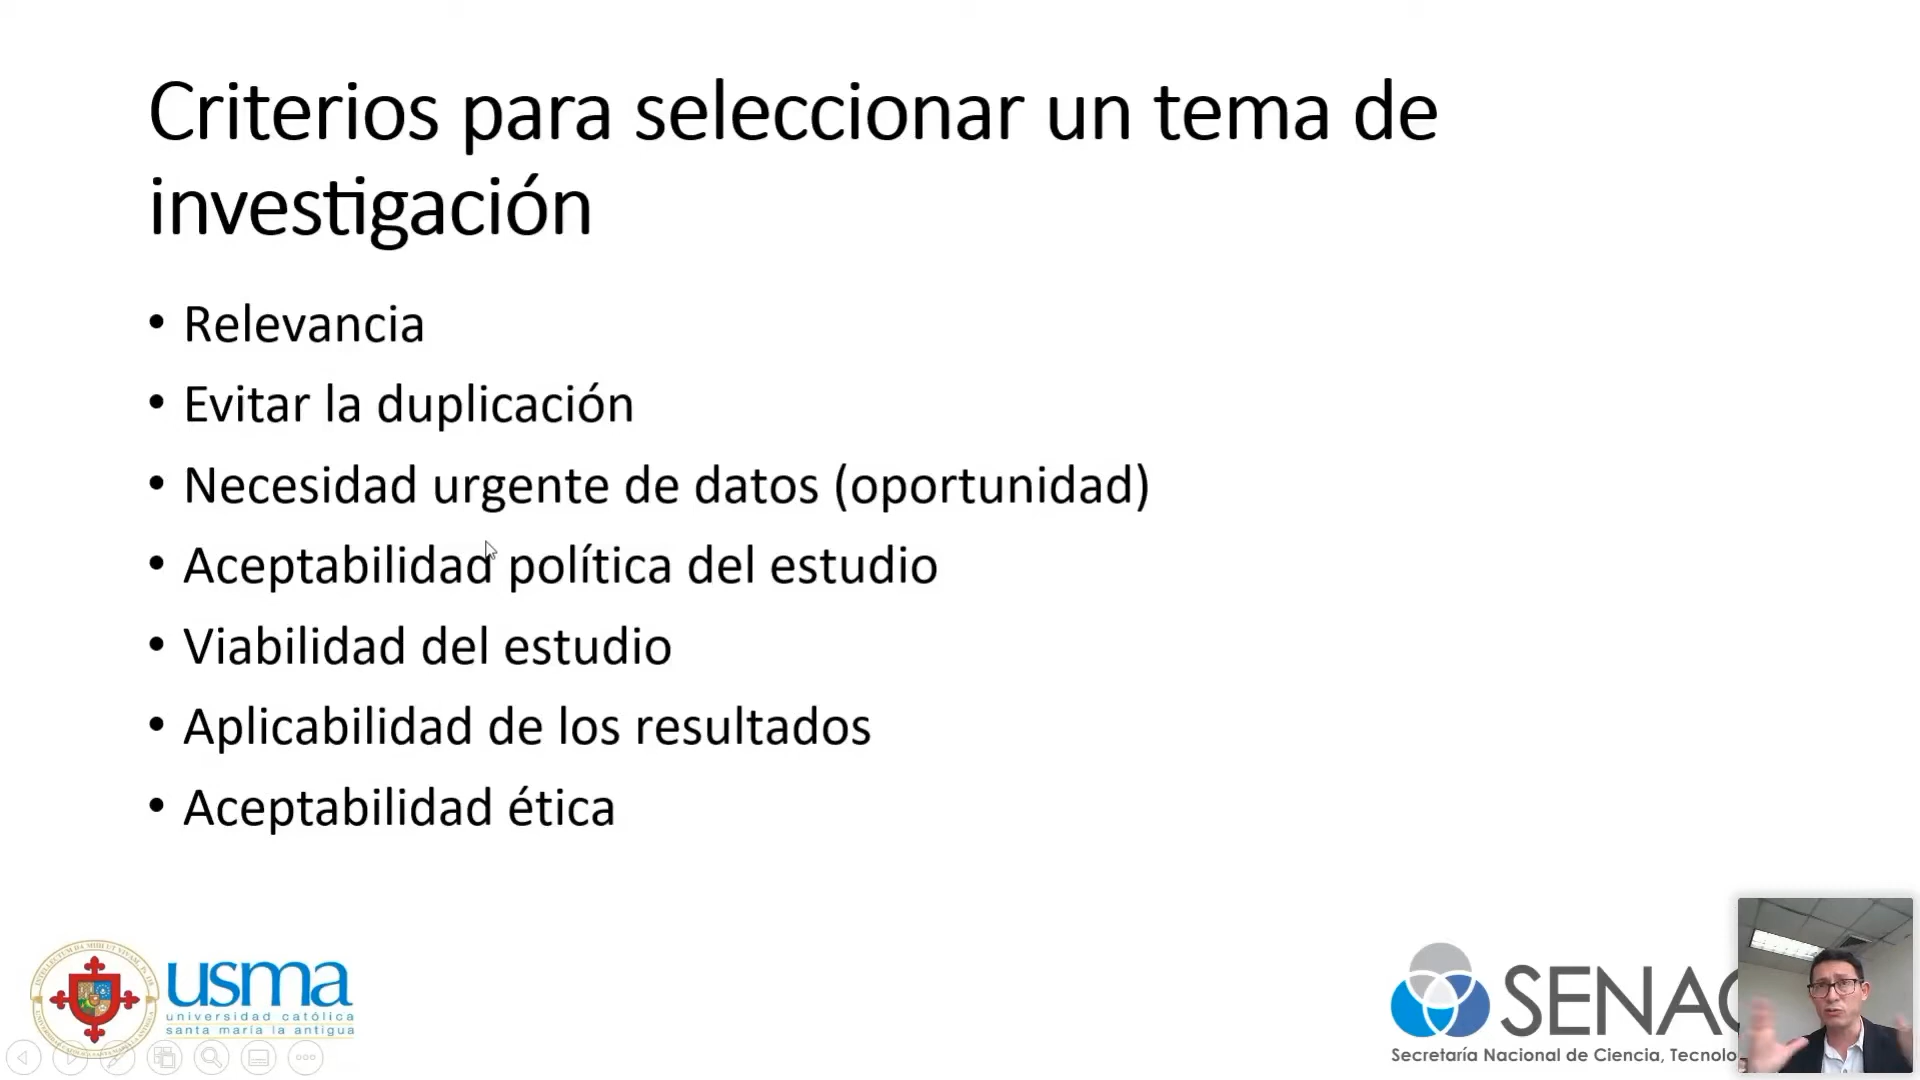 Criterios para seleccionar un tema de
investigación
• Relevancia
• Evitar la duplicación
• Necesidad urgente de datos (oportunidad)
• Aceptabilidad política del estudio
• Viabilidad del estudio
• Aplicabilidad de los resultados
• Aceptabilidad ética
usma
universidad católica
santa maría la antigua
SENAC
Secretaría Nacional de Ciencia, Tecnolo